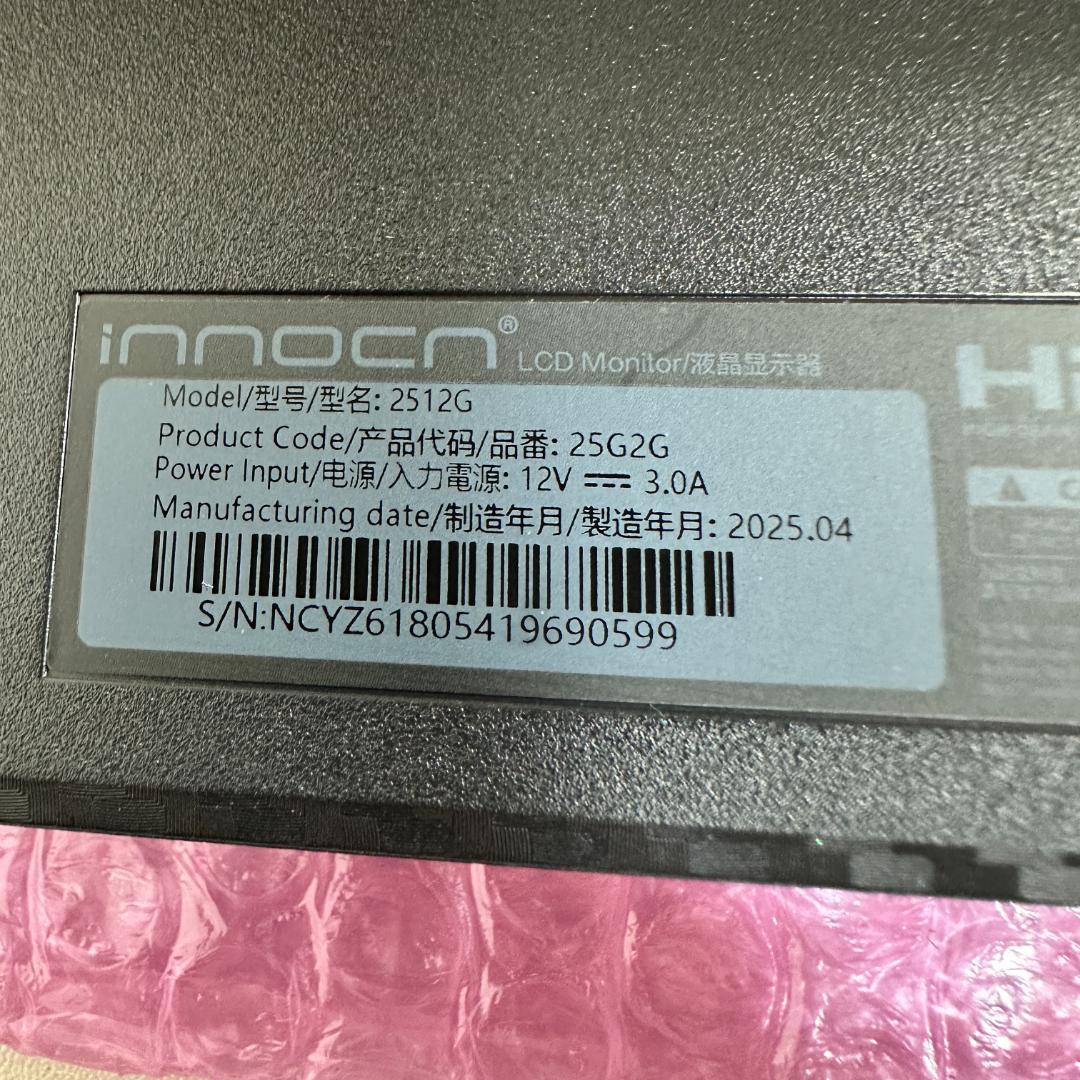 innocn® LCD Monitor/液晶显示器
Model/型号/型名: 2512G
Product Code/产品代码/品番: 25G2G
Power Input/电源/入力電源: 12V ⎓ 3.0A
Manufacturing date/制造年月/製造年月: 2025.04
S/N:NCYZ61805419690599